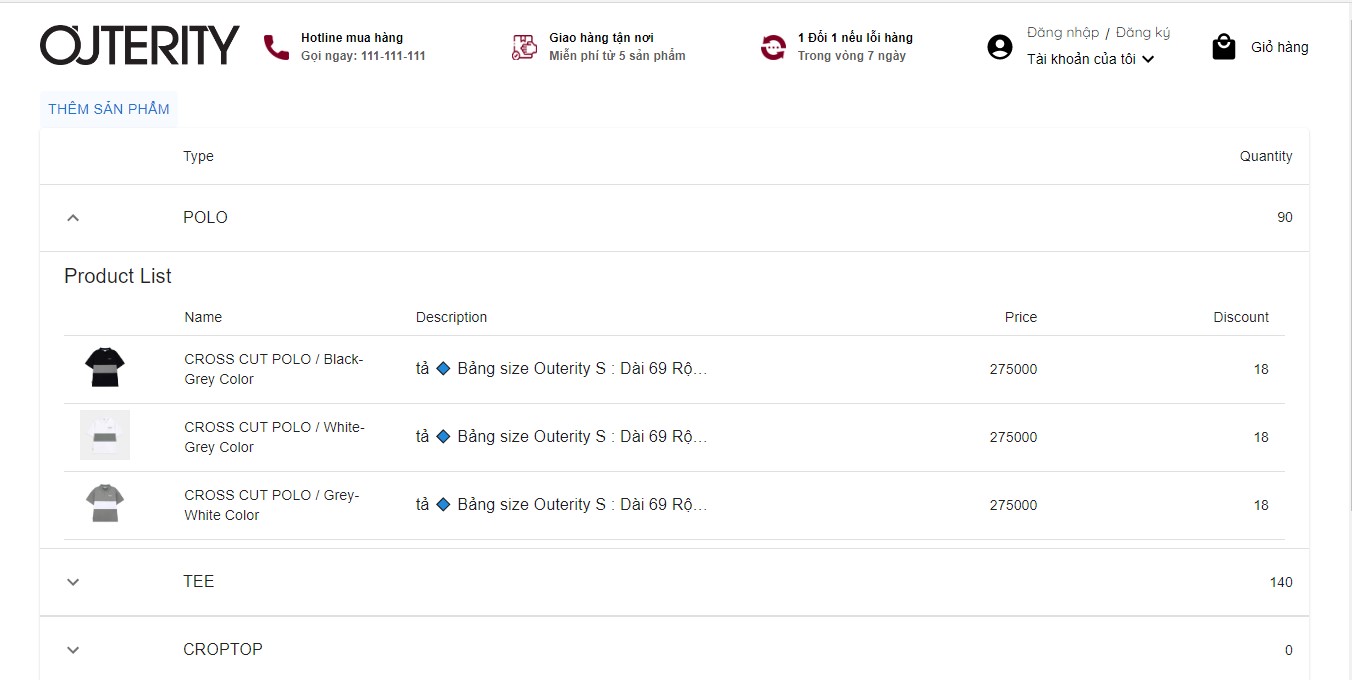 OUTERITY
Hotline mua hàng
Gọi ngay: 111-111-111
Giao hàng tận nơi
Miễn phí từ 5 sản phẩm
1 Đổi 1 nếu lỗi hàng
Trong vòng 7 ngày
Đăng nhập / Đăng ký
Tài khoản của tôi
Giỏ hàng
THÊM SẢN PHẨM
Type Quantity
POLO 90
Product List
Name Description Price Discount
CROSS CUT POLO / Black-
Grey Color
tả 🔷 Bảng size Outerity S : Dài 69 Rộ... 275000 18
CROSS CUT POLO / White-
Grey Color
tả 🔷 Bảng size Outerity S : Dài 69 Rộ... 275000 18
CROSS CUT POLO / Grey-
White Color
tả 🔷 Bảng size Outerity S : Dài 69 Rộ... 275000 18
TEE 140
CROPTOP 0